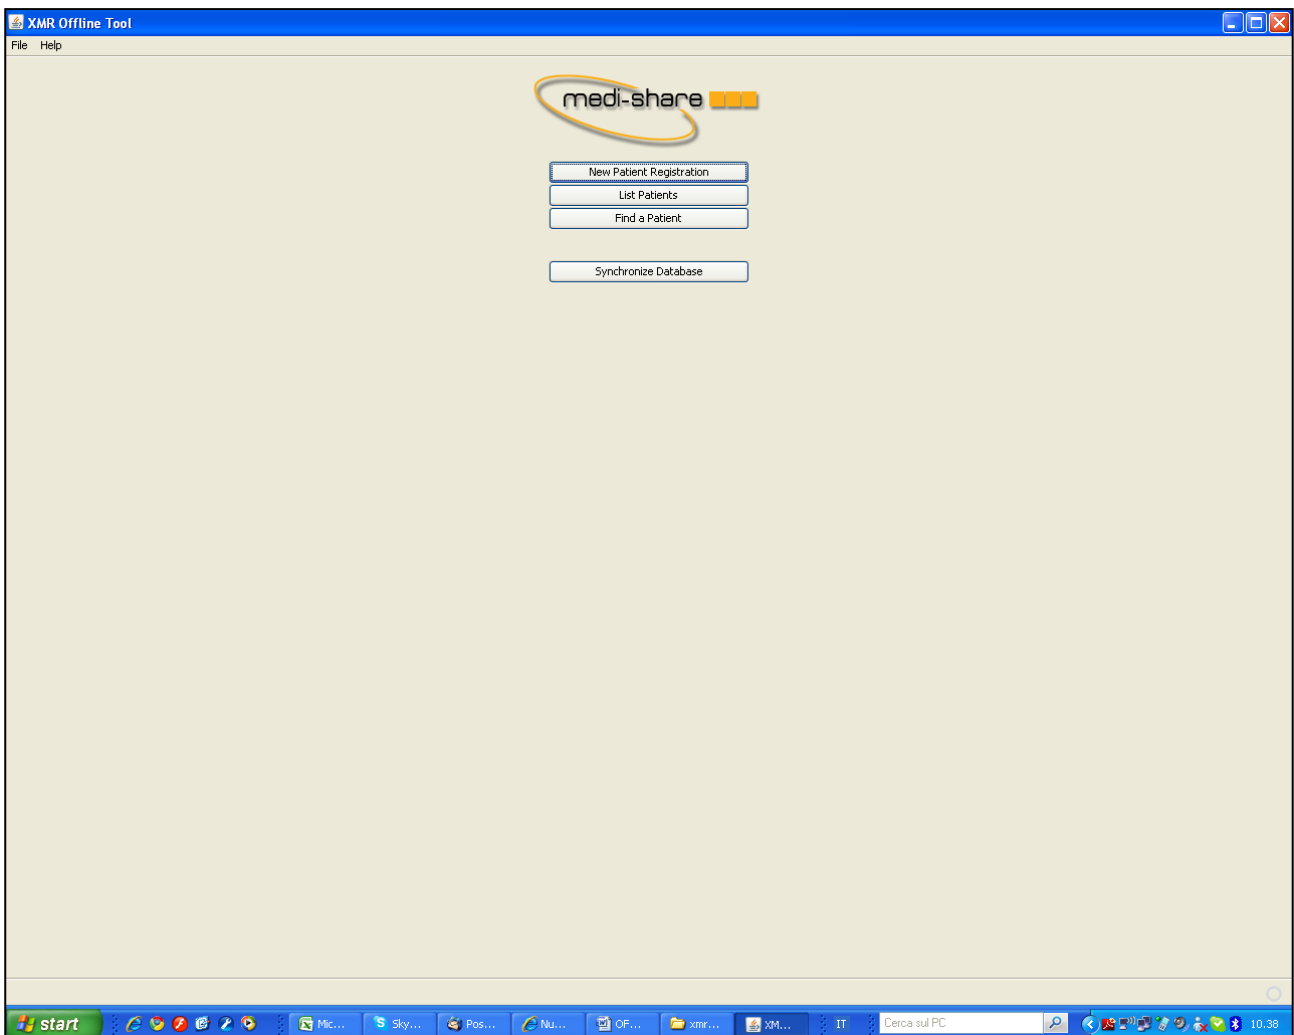 XMR Offline Tool
File Help
medi-share
New Patient Registration
List Patients
Find a Patient
Synchronize Database
start Mic... Sky... Pos... Nu... OF... xmr... XM... IT Cerca sul PC 10.38